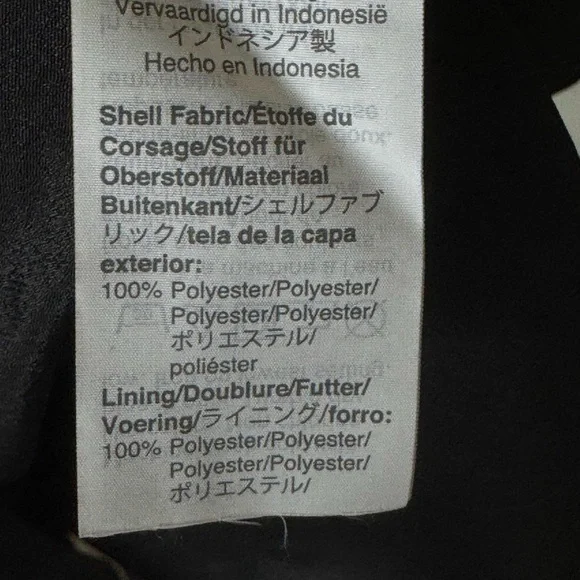 Vervaardigd in Indonesië
インドネシア製
Hecho en Indonesia
Shell Fabric/Étoffe du
Corsage/Stoff für
Oberstoff/Materiaal
Buitenkant/シェルファブ
リック/tela de la capa
exterior:
100% Polyester/Polyester/
Polyester/Polyester/
ポリエステル/
poliéster
Lining/Doublure/Futter/
Voering/ライニング/forro:
100% Polyester/Polyester/
Polyester/Polyester/
ポリエステル/